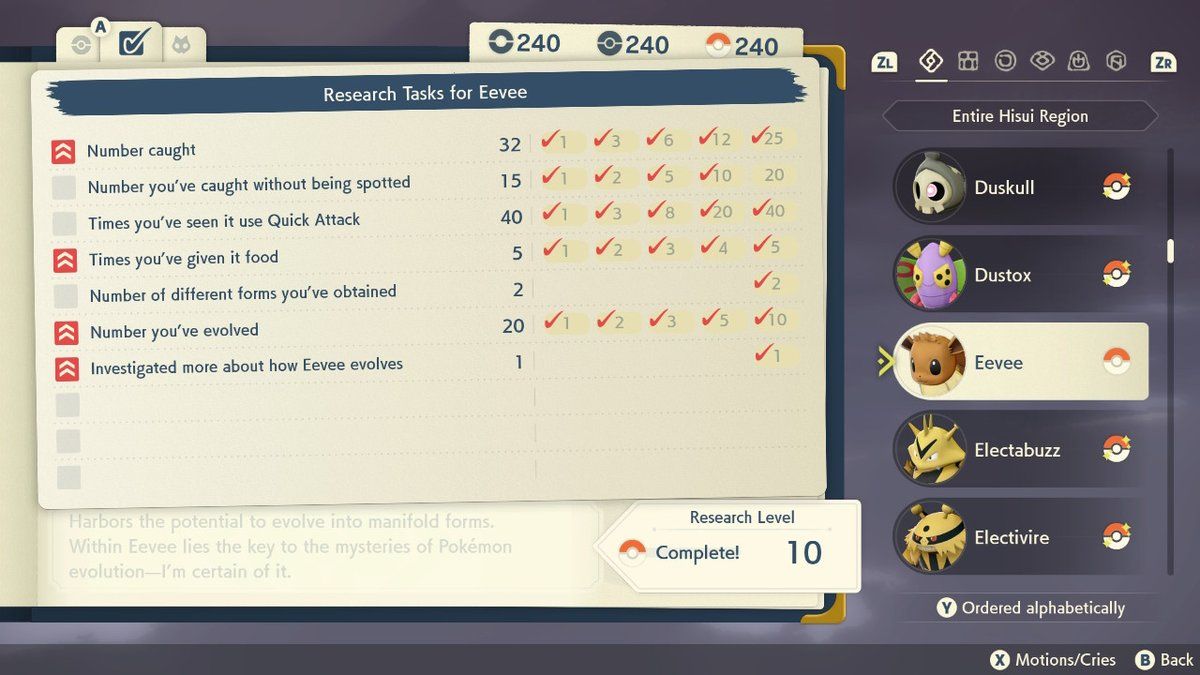 A
240 240 240
Research Tasks for Eevee
Number caught 32 1 3 6 12 25
Number you've caught without being spotted 15 1 2 5 10 20
Times you've seen it use Quick Attack 40 1 3 8 20 40
Times you've given it food 5 1 2 3 4 5
Number of different forms you've obtained 2 2
Number you've evolved 20 1 2 3 5 10
Investigated more about how Eevee evolves 1 1
Harbors the potential to evolve into manifold forms.
Within Eevee lies the key to the mysteries of Pokémon
evolution—I'm certain of it.
Research Level
Complete! 10
ZL ZR
Entire Hisui Region
Duskull
Dustox
Eevee
Electabuzz
Electivire
Y Ordered alphabetically
X Motions/Cries B Back